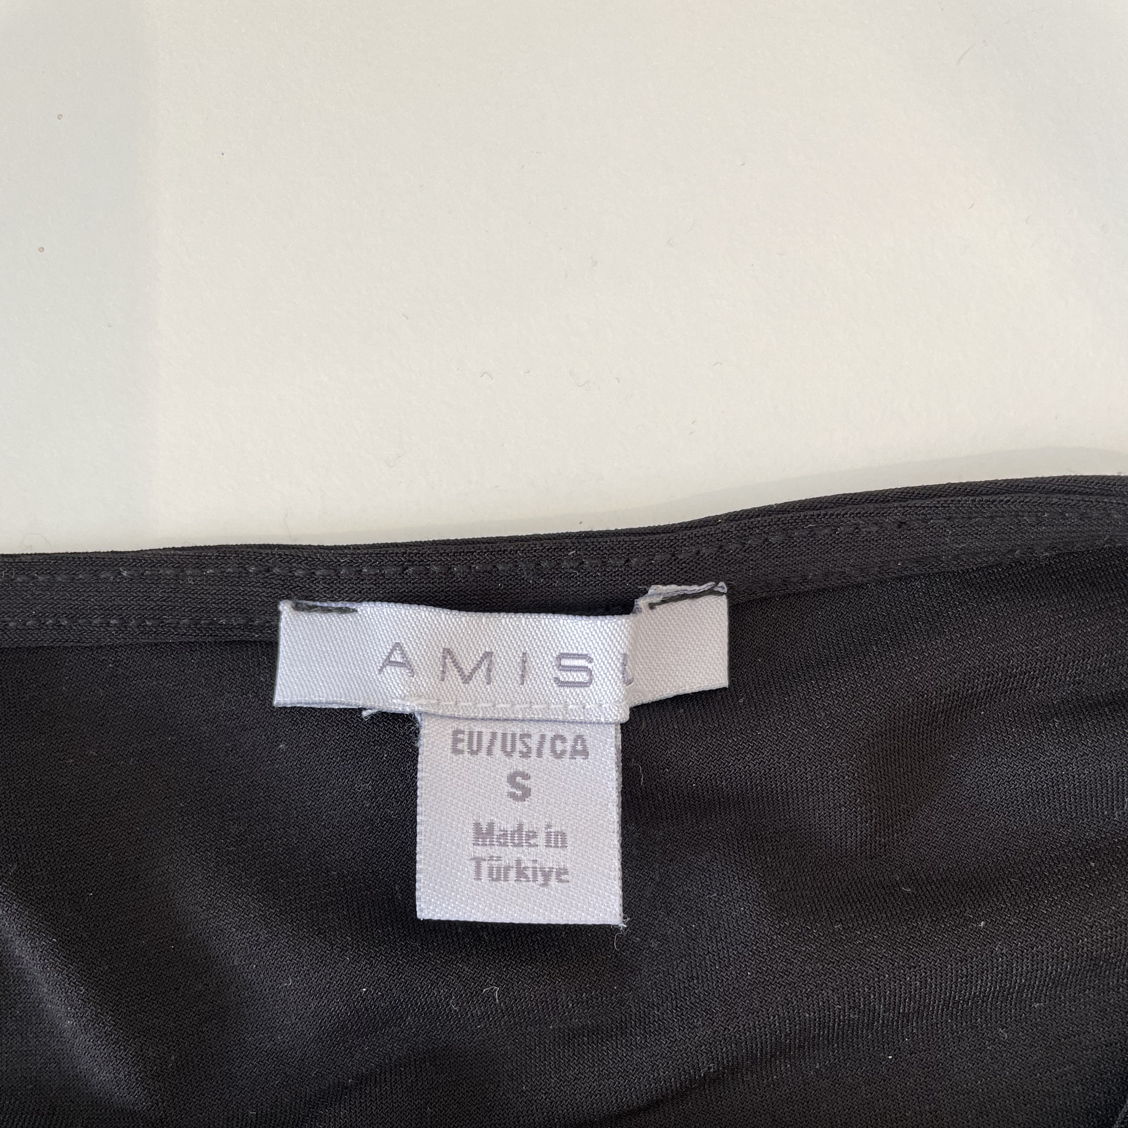 AMIS
EU/US/CA
S
Made in
Türkiye